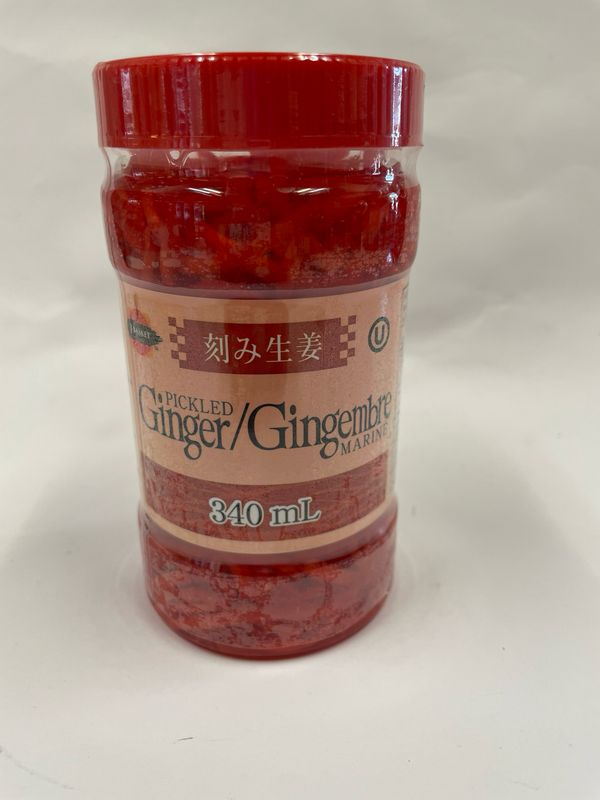 刻み生姜
U
PICKLED
Ginger/Gingembre
MARINÉ
340 mL